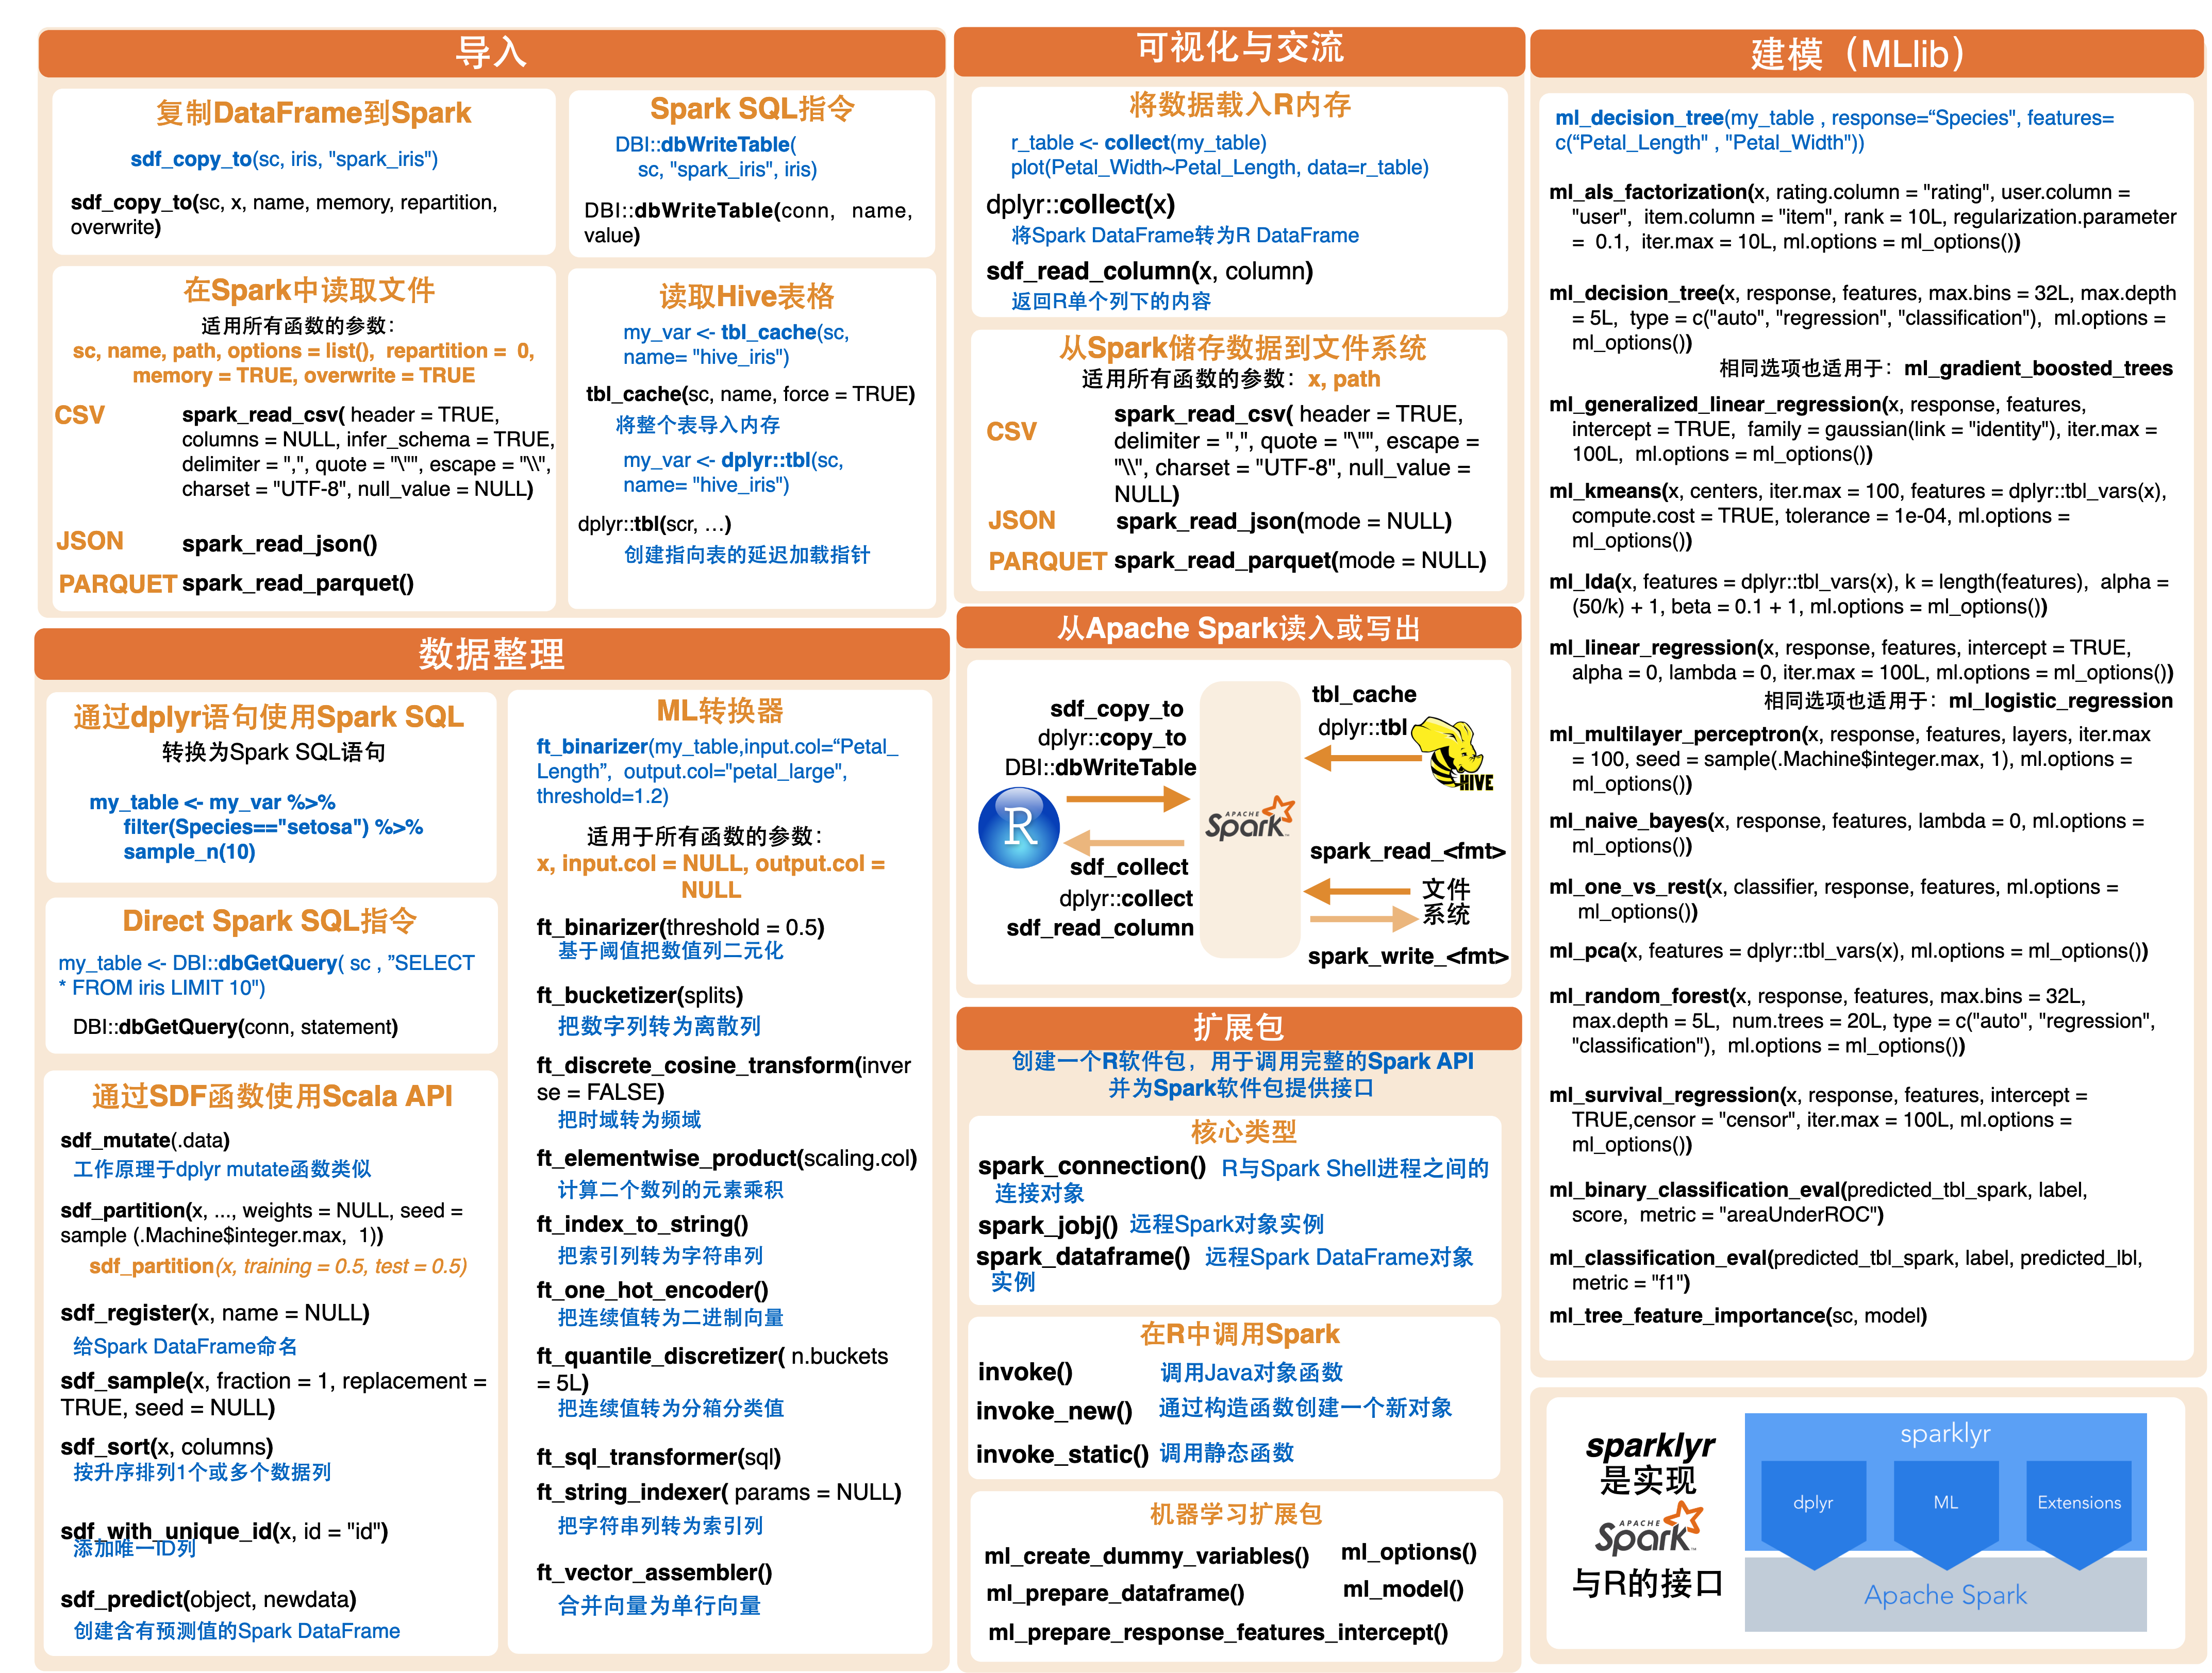 导入
复制DataFrame到Spark
sdf_copy_to(sc, iris, "spark_iris")
sdf_copy_to(sc, x, name, memory, repartition,
overwrite)
Spark SQL指令
DBI::dbWriteTable(
sc, "spark_iris", iris)
DBI::dbWriteTable(conn, name,
value)
在Spark中读取文件
适用所有函数的参数：
sc, name, path, options = list(), repartition = 0,
memory = TRUE, overwrite = TRUE
CSV
spark_read_csv( header = TRUE,
columns = NULL, infer_schema = TRUE,
delimiter = ",", quote = "\"", escape = "\\",
charset = "UTF-8", null_value = NULL)
JSON spark_read_json()
PARQUET spark_read_parquet()
读取Hive表格
my_var <- tbl_cache(sc,
name= "hive_iris")
tbl_cache(sc, name, force = TRUE)
将整个表导入内存
my_var <- dplyr::tbl(sc,
name= "hive_iris")
dplyr::tbl(scr, …)
创建指向表的延迟加载指针
数据整理
通过dplyr语句使用Spark SQL
转换为Spark SQL语句
my_table <- my_var %>%
filter(Species=="setosa") %>%
sample_n(10)
Direct Spark SQL指令
my_table <- DBI::dbGetQuery( sc , ”SELECT
* FROM iris LIMIT 10")
DBI::dbGetQuery(conn, statement)
通过SDF函数使用Scala API
sdf_mutate(.data)
工作原理于dplyr mutate函数类似
sdf_partition(x, ..., weights = NULL, seed =
sample (.Machine$integer.max, 1))
sdf_partition(x, training = 0.5, test = 0.5)
sdf_register(x, name = NULL)
给Spark DataFrame命名
sdf_sample(x, fraction = 1, replacement =
TRUE, seed = NULL)
sdf_sort(x, columns)
按升序排列1个或多个数据列
sdf_with_unique_id(x, id = "id")
添加唯一ID列
sdf_predict(object, newdata)
创建含有预测值的Spark DataFrame
ML转换器
ft_binarizer(my_table,input.col=“Petal_
Length”, output.col="petal_large",
threshold=1.2)
适用于所有函数的参数：
x, input.col = NULL, output.col =
NULL
ft_binarizer(threshold = 0.5)
基于阈值把数值列二元化
ft_bucketizer(splits)
把数字列转为离散列
ft_discrete_cosine_transform(inver
se = FALSE)
把时域转为频域
ft_elementwise_product(scaling.col)
计算二个数列的元素乘积
ft_index_to_string()
把索引列转为字符串列
ft_one_hot_encoder()
把连续值转为二进制向量
ft_quantile_discretizer( n.buckets
= 5L)
把连续值转为分箱分类值
ft_sql_transformer(sql)
ft_string_indexer( params = NULL)
把字符串列转为索引列
ft_vector_assembler()
合并向量为单行向量
可视化与交流
将数据载入R内存
r_table <- collect(my_table)
plot(Petal_Width~Petal_Length, data=r_table)
dplyr::collect(x)
将Spark DataFrame转为R DataFrame
sdf_read_column(x, column)
返回R单个列下的内容
从Spark储存数据到文件系统
适用所有函数的参数：x, path
CSV
spark_read_csv( header = TRUE,
delimiter = ",", quote = "\"", escape =
"\\", charset = "UTF-8", null_value =
NULL)
JSON spark_read_json(mode = NULL)
PARQUET spark_read_parquet(mode = NULL)
从Apache Spark读入或写出
sdf_copy_to
dplyr::copy_to
DBI::dbWriteTable
R
sdf_collect
dplyr::collect
sdf_read_column
APACHE
Spark
tbl_cache
dplyr::tbl
HIVE
spark_read_<fmt>
文件
系统
spark_write_<fmt>
扩展包
创建一个R软件包，用于调用完整的Spark API
并为Spark软件包提供接口
核心类型
spark_connection() R与Spark Shell进程之间的
连接对象
spark_jobj() 远程Spark对象实例
spark_dataframe() 远程Spark DataFrame对象
实例
在R中调用Spark
invoke() 调用Java对象函数
invoke_new() 通过构造函数创建一个新对象
invoke_static() 调用静态函数
机器学习扩展包
ml_create_dummy_variables() ml_options()
ml_prepare_dataframe() ml_model()
ml_prepare_response_features_intercept()
建模（MLlib）
ml_decision_tree(my_table , response=“Species", features=
c(“Petal_Length" , "Petal_Width"))
ml_als_factorization(x, rating.column = "rating", user.column =
"user", item.column = "item", rank = 10L, regularization.parameter
= 0.1, iter.max = 10L, ml.options = ml_options())
ml_decision_tree(x, response, features, max.bins = 32L, max.depth
= 5L, type = c("auto", "regression", "classification"), ml.options =
ml_options())
相同选项也适用于：ml_gradient_boosted_trees
ml_generalized_linear_regression(x, response, features,
intercept = TRUE, family = gaussian(link = "identity"), iter.max =
100L, ml.options = ml_options())
ml_kmeans(x, centers, iter.max = 100, features = dplyr::tbl_vars(x),
compute.cost = TRUE, tolerance = 1e-04, ml.options =
ml_options())
ml_lda(x, features = dplyr::tbl_vars(x), k = length(features), alpha =
(50/k) + 1, beta = 0.1 + 1, ml.options = ml_options())
ml_linear_regression(x, response, features, intercept = TRUE,
alpha = 0, lambda = 0, iter.max = 100L, ml.options = ml_options())
相同选项也适用于：ml_logistic_regression
ml_multilayer_perceptron(x, response, features, layers, iter.max
= 100, seed = sample(.Machine$integer.max, 1), ml.options =
ml_options())
ml_naive_bayes(x, response, features, lambda = 0, ml.options =
ml_options())
ml_one_vs_rest(x, classifier, response, features, ml.options =
ml_options())
ml_pca(x, features = dplyr::tbl_vars(x), ml.options = ml_options())
ml_random_forest(x, response, features, max.bins = 32L,
max.depth = 5L, num.trees = 20L, type = c("auto", "regression",
"classification"), ml.options = ml_options())
ml_survival_regression(x, response, features, intercept =
TRUE,censor = "censor", iter.max = 100L, ml.options =
ml_options())
ml_binary_classification_eval(predicted_tbl_spark, label,
score, metric = "areaUnderROC")
ml_classification_eval(predicted_tbl_spark, label, predicted_lbl,
metric = "f1")
ml_tree_feature_importance(sc, model)
sparklyr
是实现
APACHE
Spark
与R的接口
sparklyr
dplyr ML Extensions
Apache Spark